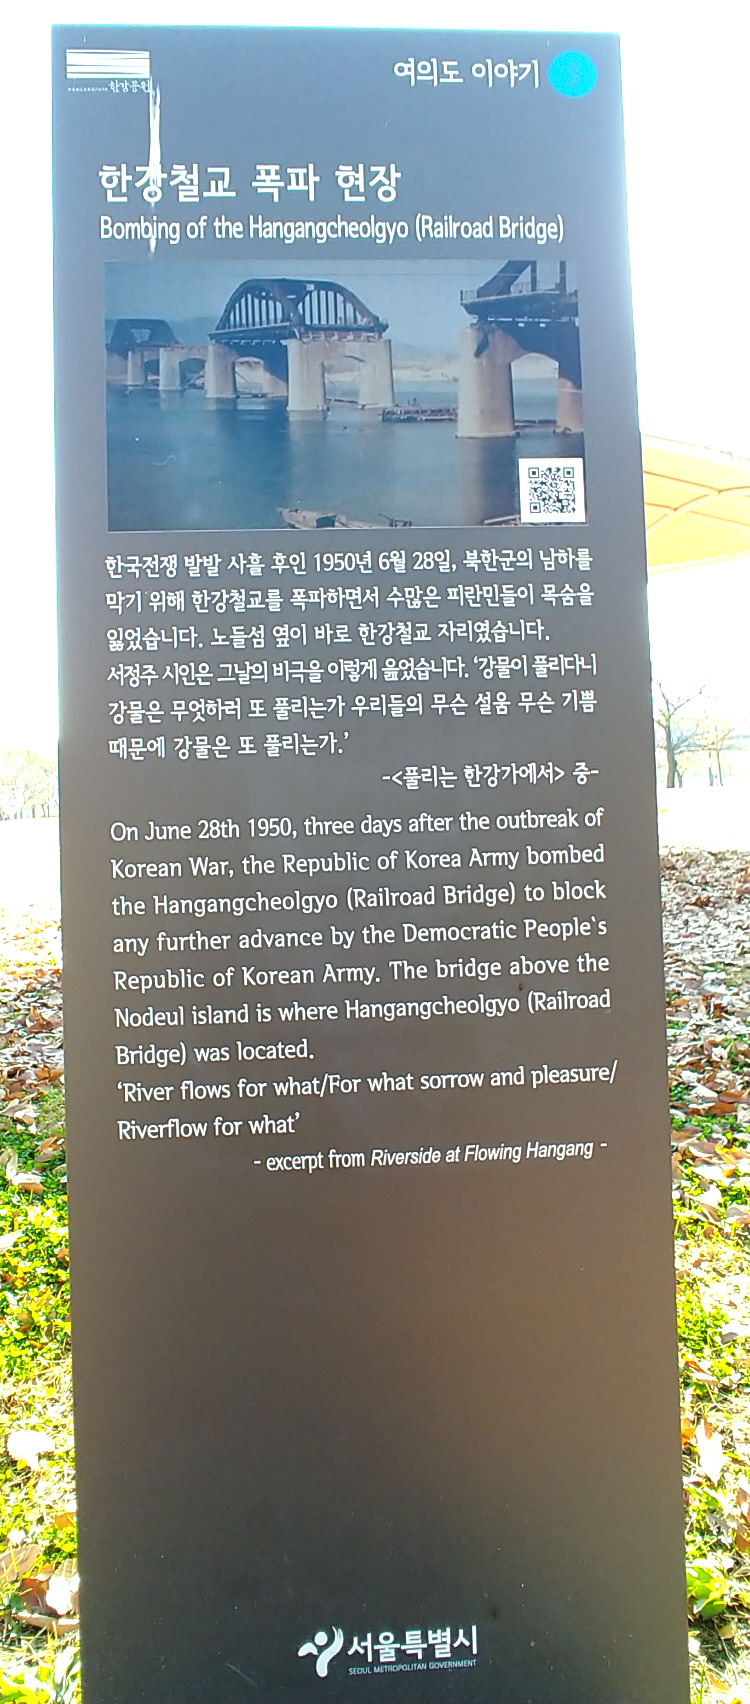 HANGANGPARK 한강공원
여의도 이야기
한강철교 폭파 현장
Bombing of the Hangangcheolgyo (Railroad Bridge)
한국전쟁 발발 사흘 후인 1950년 6월 28일, 북한군의 남하를
막기 위해 한강철교를 폭파하면서 수많은 피란민들이 목숨을
잃었습니다. 노들섬 옆이 바로 한강철교 자리였습니다.
서정주 시인은 그날의 비극을 이렇게 읊었습니다. ‘강물이 풀리다니
강물은 무엇하러 또 풀리는가 우리들의 무슨 설움 무슨 기쁨
때문에 강물은 또 풀리는가.’
-<풀리는 한강가에서> 중-
On June 28th 1950, three days after the outbreak of
Korean War, the Republic of Korea Army bombed
the Hangangcheolgyo (Railroad Bridge) to block
any further advance by the Democratic People`s
Republic of Korean Army. The bridge above the
Nodeul island is where Hangangcheolgyo (Railroad
Bridge) was located.
‘River flows for what/For what sorrow and pleasure/
Riverflow for what’
- excerpt from Riverside at Flowing Hangang -
서울특별시
SEOUL METROPOLITAN GOVERNMENT